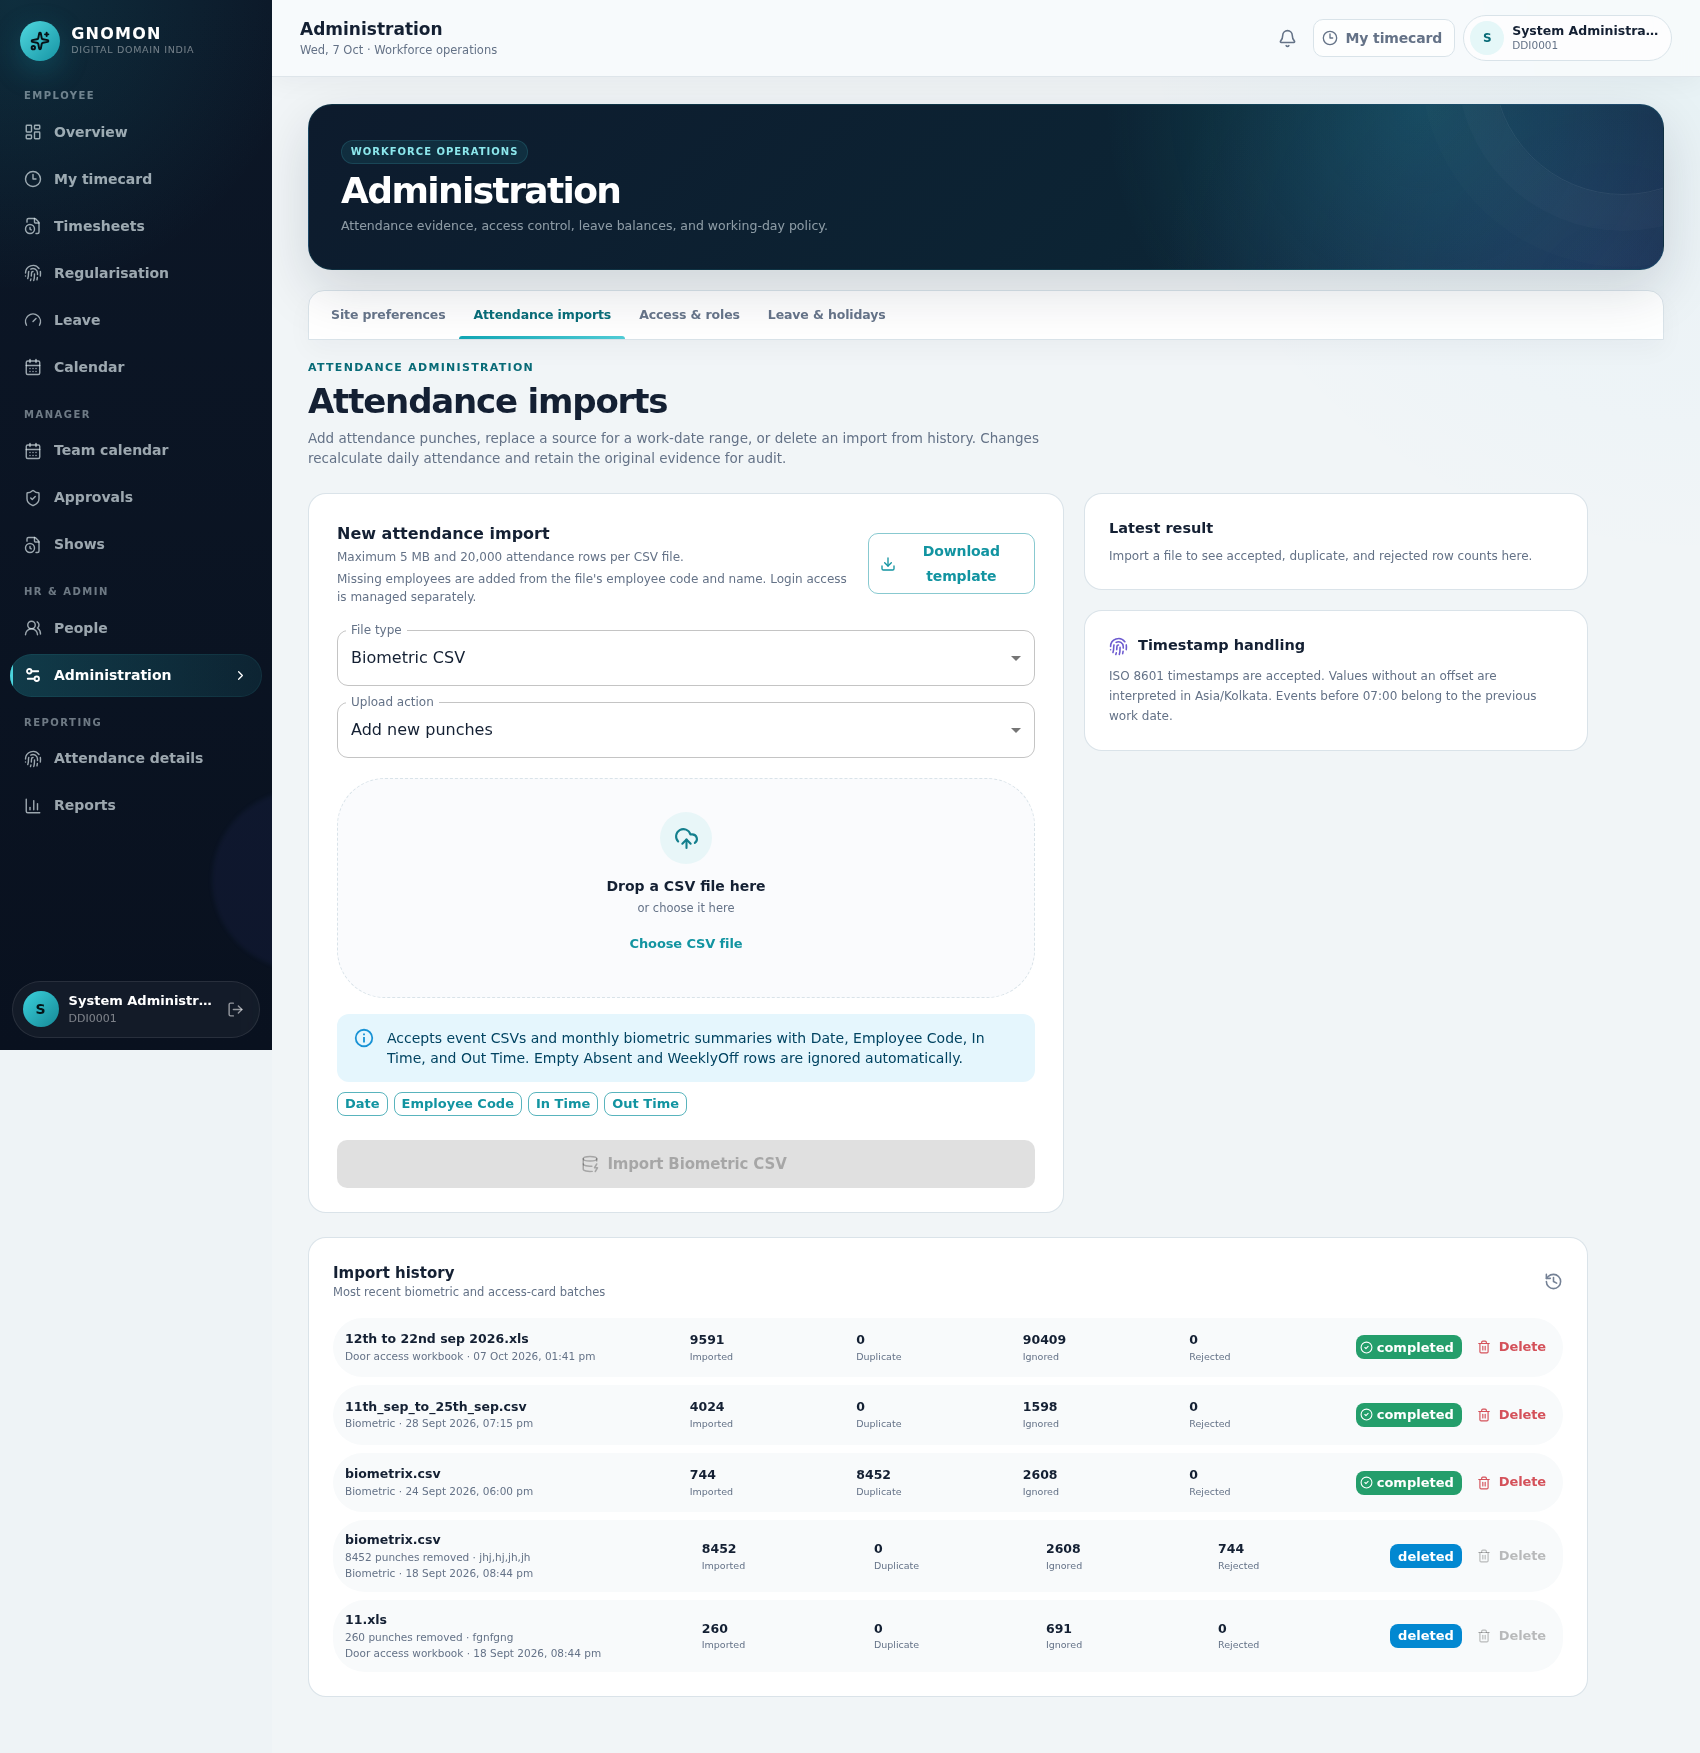 GNOMON
DIGITAL DOMAIN INDIA
EMPLOYEE
Overview
My timecard
Timesheets
Regularisation
Leave
Calendar
MANAGER
Team calendar
Approvals
Shows
HR & ADMIN
People
Administration
REPORTING
Attendance details
Reports
S
System Administr...
DDI0001
Administration
Wed, 7 Oct · Workforce operations
My timecard
S
System Administra...
DDI0001
WORKFORCE OPERATIONS
Administration
Attendance evidence, access control, leave balances, and working-day policy.
Site preferences
Attendance imports
Access & roles
Leave & holidays
ATTENDANCE ADMINISTRATION
Attendance imports
Add attendance punches, replace a source for a work-date range, or delete an import from history. Changes
recalculate daily attendance and retain the original evidence for audit.
New attendance import
Maximum 5 MB and 20,000 attendance rows per CSV file.
Missing employees are added from the file's employee code and name. Login access
is managed separately.
Download
template
File type
Biometric CSV
Upload action
Add new punches
Drop a CSV file here
or choose it here
Choose CSV file
Accepts event CSVs and monthly biometric summaries with Date, Employee Code, In
Time, and Out Time. Empty Absent and WeeklyOff rows are ignored automatically.
Date
Employee Code
In Time
Out Time
Import Biometric CSV
Latest result
Import a file to see accepted, duplicate, and rejected row counts here.
Timestamp handling
ISO 8601 timestamps are accepted. Values without an offset are
interpreted in Asia/Kolkata. Events before 07:00 belong to the previous
work date.
Import history
Most recent biometric and access-card batches
12th to 22nd sep 2026.xls
Door access workbook · 07 Oct 2026, 01:41 pm
9591
Imported
0
Duplicate
90409
Ignored
0
Rejected
completed
Delete
11th_sep_to_25th_sep.csv
Biometric · 28 Sept 2026, 07:15 pm
4024
Imported
0
Duplicate
1598
Ignored
0
Rejected
completed
Delete
biometrix.csv
Biometric · 24 Sept 2026, 06:00 pm
744
Imported
8452
Duplicate
2608
Ignored
0
Rejected
completed
Delete
biometrix.csv
8452 punches removed · jhj,hj,jh,jh
Biometric · 18 Sept 2026, 08:44 pm
8452
Imported
0
Duplicate
2608
Ignored
744
Rejected
deleted
Delete
11.xls
260 punches removed · fgnfgng
Door access workbook · 18 Sept 2026, 08:44 pm
260
Imported
0
Duplicate
691
Ignored
0
Rejected
deleted
Delete